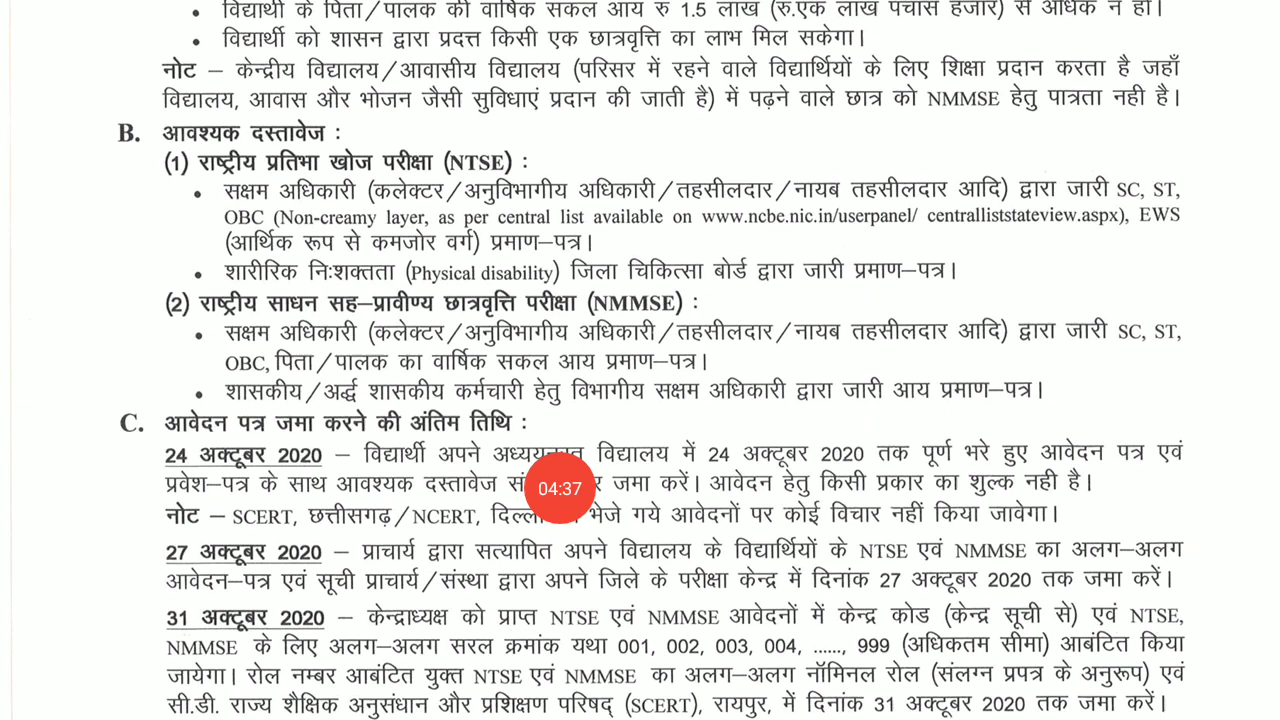 विद्यार्थी के पिता/पालक की वार्षिक सकल आय रु 1.5 लाख (रु.एक लाख पचास हजार) से अधिक न हो।
• विद्यार्थी को शासन द्वारा प्रदत्त किसी एक छात्रवृत्ति का लाभ मिल सकेगा।
नोट – केन्द्रीय विद्यालय/आवासीय विद्यालय (परिसर में रहने वाले विद्यार्थियों के लिए शिक्षा प्रदान करता है जहाँ
विद्यालय, आवास और भोजन जैसी सुविधाएं प्रदान की जाती है) में पढ़ने वाले छात्र को NMMSE हेतु पात्रता नही है।
B. आवश्यक दस्तावेज :
(1) राष्ट्रीय प्रतिभा खोज परीक्षा (NTSE) :
• सक्षम अधिकारी (कलेक्टर/अनुविभागीय अधिकारी/तहसीलदार/नायब तहसीलदार आदि) द्वारा जारी SC, ST,
OBC (Non-creamy layer, as per central list available on www.ncbe.nic.in/userpanel/ centralliststateview.aspx), EWS
(आर्थिक रूप से कमजोर वर्ग) प्रमाण–पत्र।
• शारीरिक निःशक्तता (Physical disability) जिला चिकित्सा बोर्ड द्वारा जारी प्रमाण–पत्र।
(2) राष्ट्रीय साधन सह–प्रावीण्य छात्रवृत्ति परीक्षा (NMMSE) :
• सक्षम अधिकारी (कलेक्टर/अनुविभागीय अधिकारी/तहसीलदार/नायब तहसीलदार आदि) द्वारा जारी SC, ST,
OBC, पिता/पालक का वार्षिक सकल आय प्रमाण–पत्र।
• शासकीय/अर्द्ध शासकीय कर्मचारी हेतु विभागीय सक्षम अधिकारी द्वारा जारी आय प्रमाण–पत्र।
C. आवेदन पत्र जमा करने की अंतिम तिथि :
24 अक्टूबर 2020 – विद्यार्थी अपने अध्ययनरत विद्यालय में 24 अक्टूबर 2020 तक पूर्ण भरे हुए आवेदन पत्र एवं
प्रवेश–पत्र के साथ आवश्यक दस्तावेज जमा करें। आवेदन हेतु किसी प्रकार का शुल्क नही है।
04:37
नोट – SCERT, छत्तीसगढ़/NCERT, भेजे गये आवेदनों पर कोई विचार नहीं किया जावेगा।
27 अक्टूबर 2020 – प्राचार्य द्वारा सत्यापित अपने विद्यालय के विद्यार्थियों के NTSE एवं NMMSE का अलग–अलग
आवेदन–पत्र एवं सूची प्राचार्य/संस्था द्वारा अपने जिले के परीक्षा केन्द्र में दिनांक 27 अक्टूबर 2020 तक जमा करें।
31 अक्टूबर 2020 – केन्द्राध्यक्ष को प्राप्त NTSE एवं NMMSE आवेदनों में केन्द्र कोड (केन्द्र सूची से) एवं NTSE,
NMMSE के लिए अलग–अलग सरल क्रमांक यथा 001, 002, 003, 004, ......, 999 (अधिकतम सीमा) आबंटित किया
जायेगा। रोल नम्बर आबंटित युक्त NTSE एवं NMMSE का अलग–अलग नॉमिनल रोल (संलग्न प्रपत्र के अनुरूप) एवं
सी.डी. राज्य शैक्षिक अनुसंधान और प्रशिक्षण परिषद् (SCERT), रायपुर, में दिनांक 31 अक्टूबर 2020 तक जमा करें।